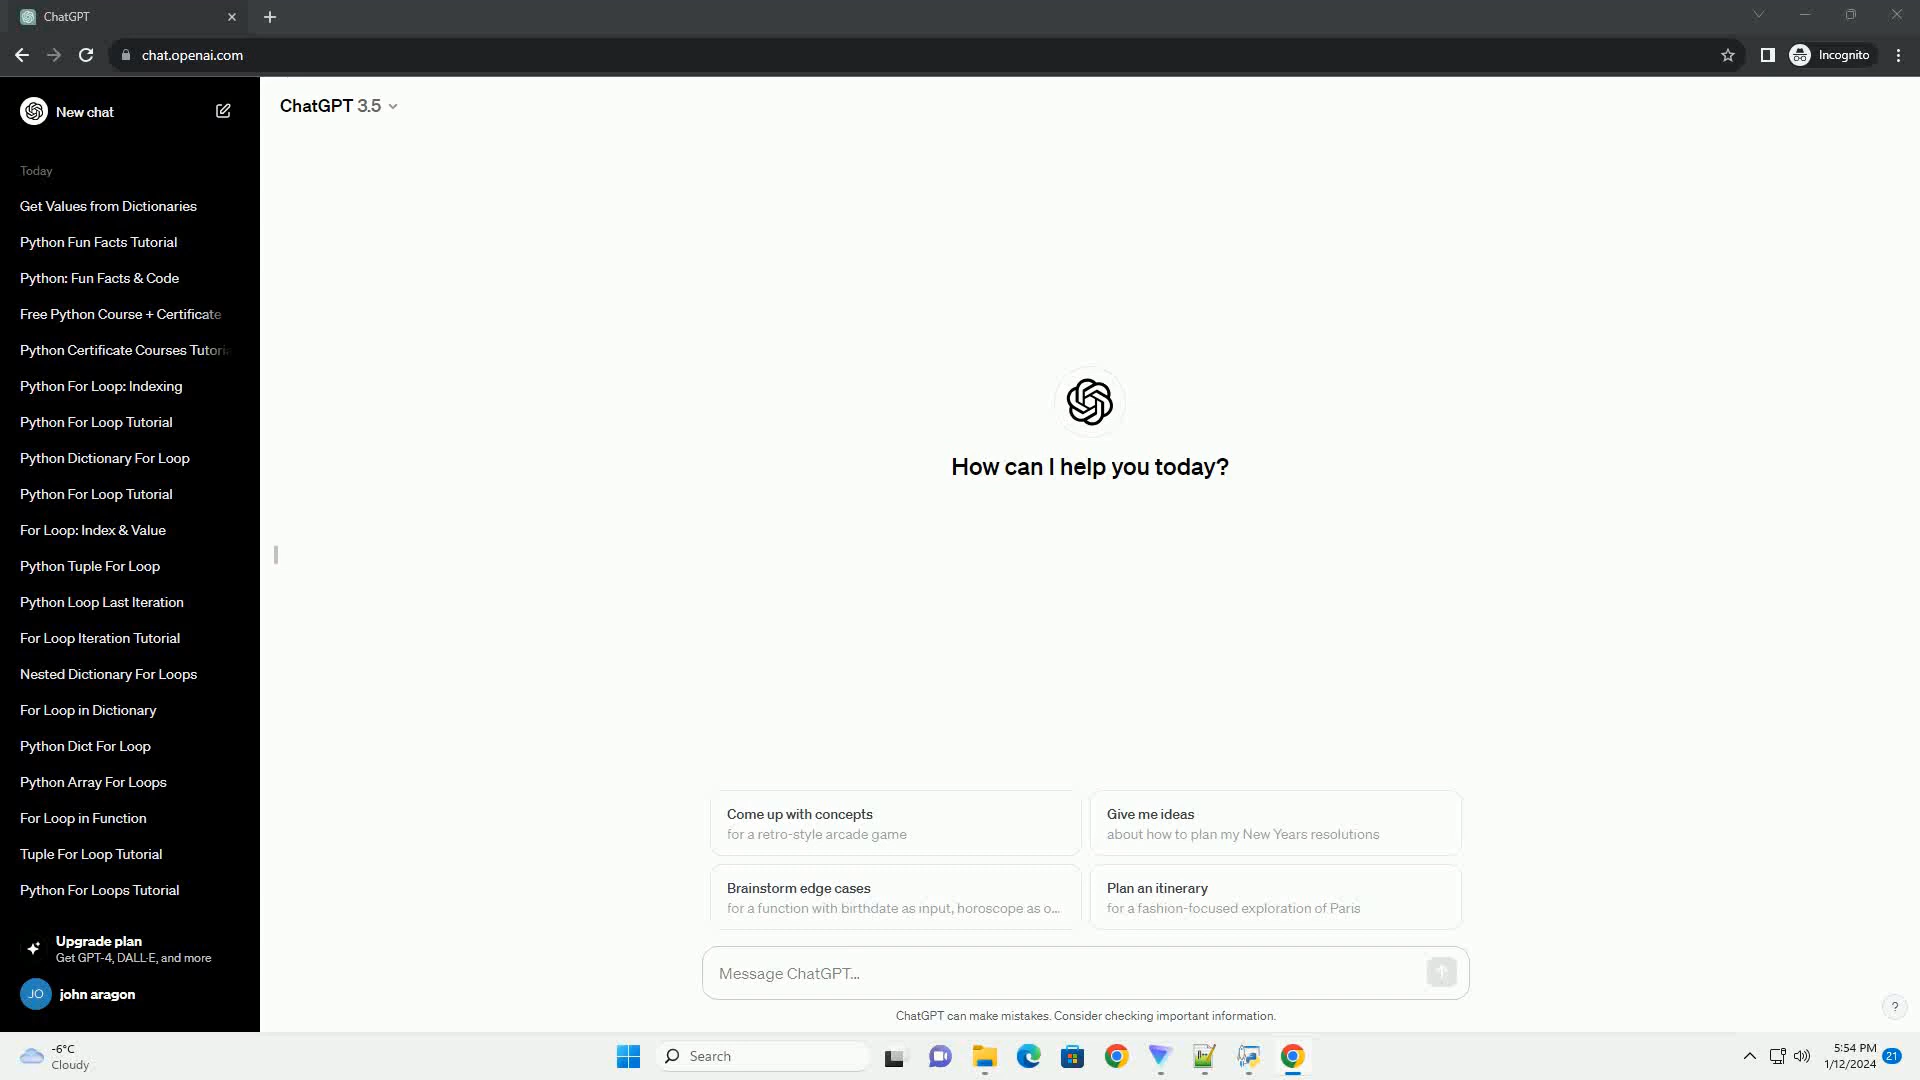 ChatGPT
chat.openai.com
Incognito
New chat
ChatGPT 3.5
Today
Get Values from Dictionaries
Python Fun Facts Tutorial
Python: Fun Facts & Code
Free Python Course + Certificate
Python Certificate Courses Tutori
Python For Loop: Indexing
Python For Loop Tutorial
Python Dictionary For Loop
Python For Loop Tutorial
For Loop: Index & Value
Python Tuple For Loop
Python Loop Last Iteration
For Loop Iteration Tutorial
Nested Dictionary For Loops
For Loop in Dictionary
Python Dict For Loop
Python Array For Loops
For Loop in Function
Tuple For Loop Tutorial
Python For Loops Tutorial
Upgrade plan
Get GPT-4, DALL·E, and more
JO
john aragon
How can I help you today?
Come up with concepts
for a retro-style arcade game
Give me ideas
about how to plan my New Years resolutions
Brainstorm edge cases
for a function with birthdate as input, horoscope as o...
Plan an itinerary
for a fashion-focused exploration of Paris
Message ChatGPT...
ChatGPT can make mistakes. Consider checking important information.
?
-6°C
Cloudy
Search
5:54 PM
1/12/2024
21